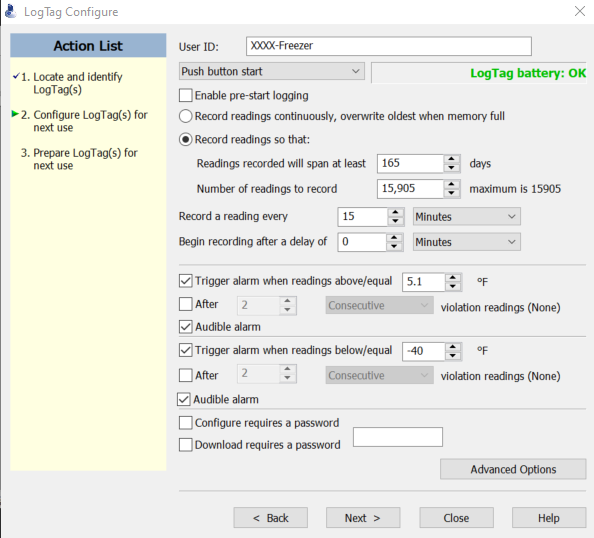 LogTag Configure
Action List
1. Locate and identify
LogTag(s)
2. Configure LogTag(s) for
next use
3. Prepare LogTag(s) for
next use
User ID: XXXX-Freezer
Push button start LogTag battery: OK
Enable pre-start logging
Record readings continuously, overwrite oldest when memory full
Record readings so that:
Readings recorded will span at least 165 days
Number of readings to record 15,905 maximum is 15905
Record a reading every 15 Minutes
Begin recording after a delay of 0 Minutes
Trigger alarm when readings above/equal 5.1 °F
After 2 Consecutive violation readings (None)
Audible alarm
Trigger alarm when readings below/equal -40 °F
After 2 Consecutive violation readings (None)
Audible alarm
Configure requires a password
Download requires a password
Advanced Options
< Back Next > Close Help